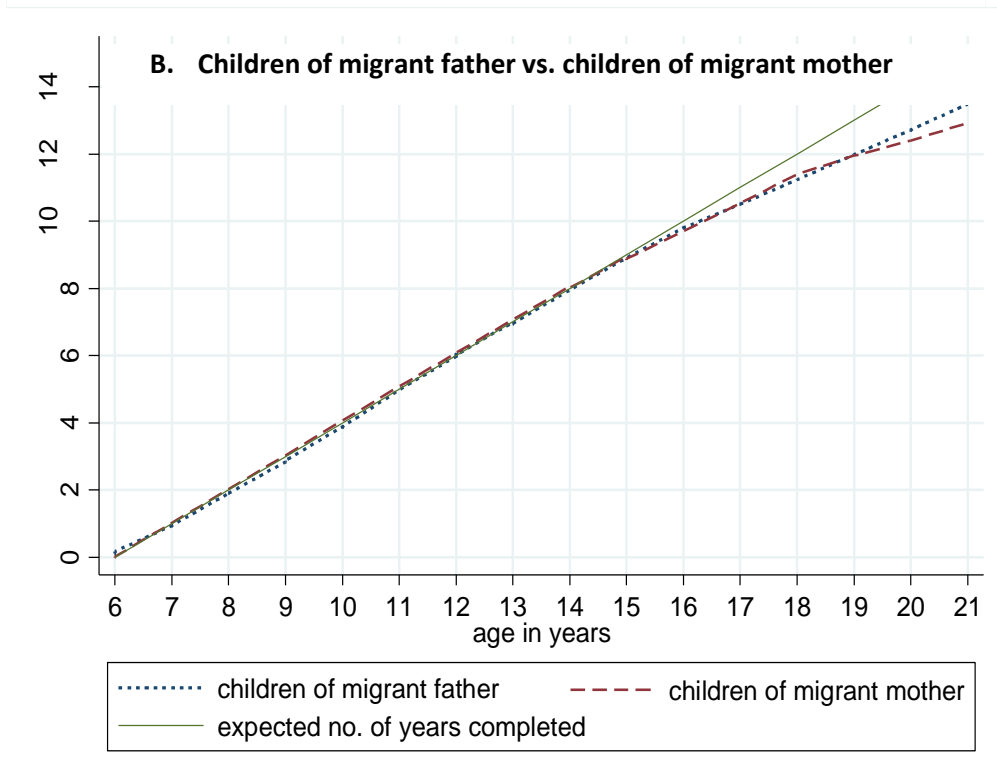 B. Children of migrant father vs. children of migrant mother
14
12
10
8
6
4
2
0
6 7 8 9 10 11 12 13 14 15 16 17 18 19 20 21
age in years
children of migrant father children of migrant mother
expected no. of years completed